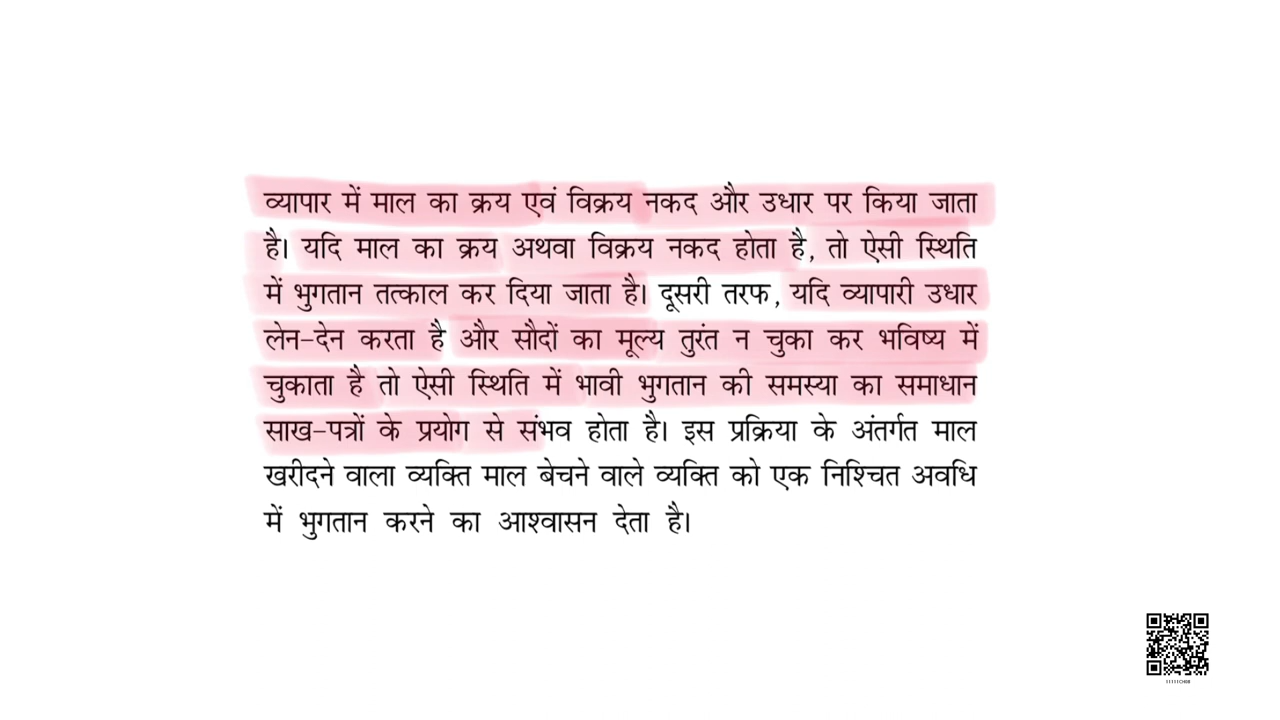 व्यापार में माल का क्रय एवं विक्रय नकद और उधार पर किया जाता
है। यदि माल का क्रय अथवा विक्रय नकद होता है, तो ऐसी स्थिति
में भुगतान तत्काल कर दिया जाता है। दूसरी तरफ, यदि व्यापारी उधार
लेन-देन करता है और सौदों का मूल्य तुरंत न चुका कर भविष्य में
चुकाता है तो ऐसी स्थिति में भावी भुगतान की समस्या का समाधान
साख-पत्रों के प्रयोग से संभव होता है। इस प्रक्रिया के अंतर्गत माल
खरीदने वाला व्यक्ति माल बेचने वाले व्यक्ति को एक निश्चित अवधि
में भुगतान करने का आश्वासन देता है।